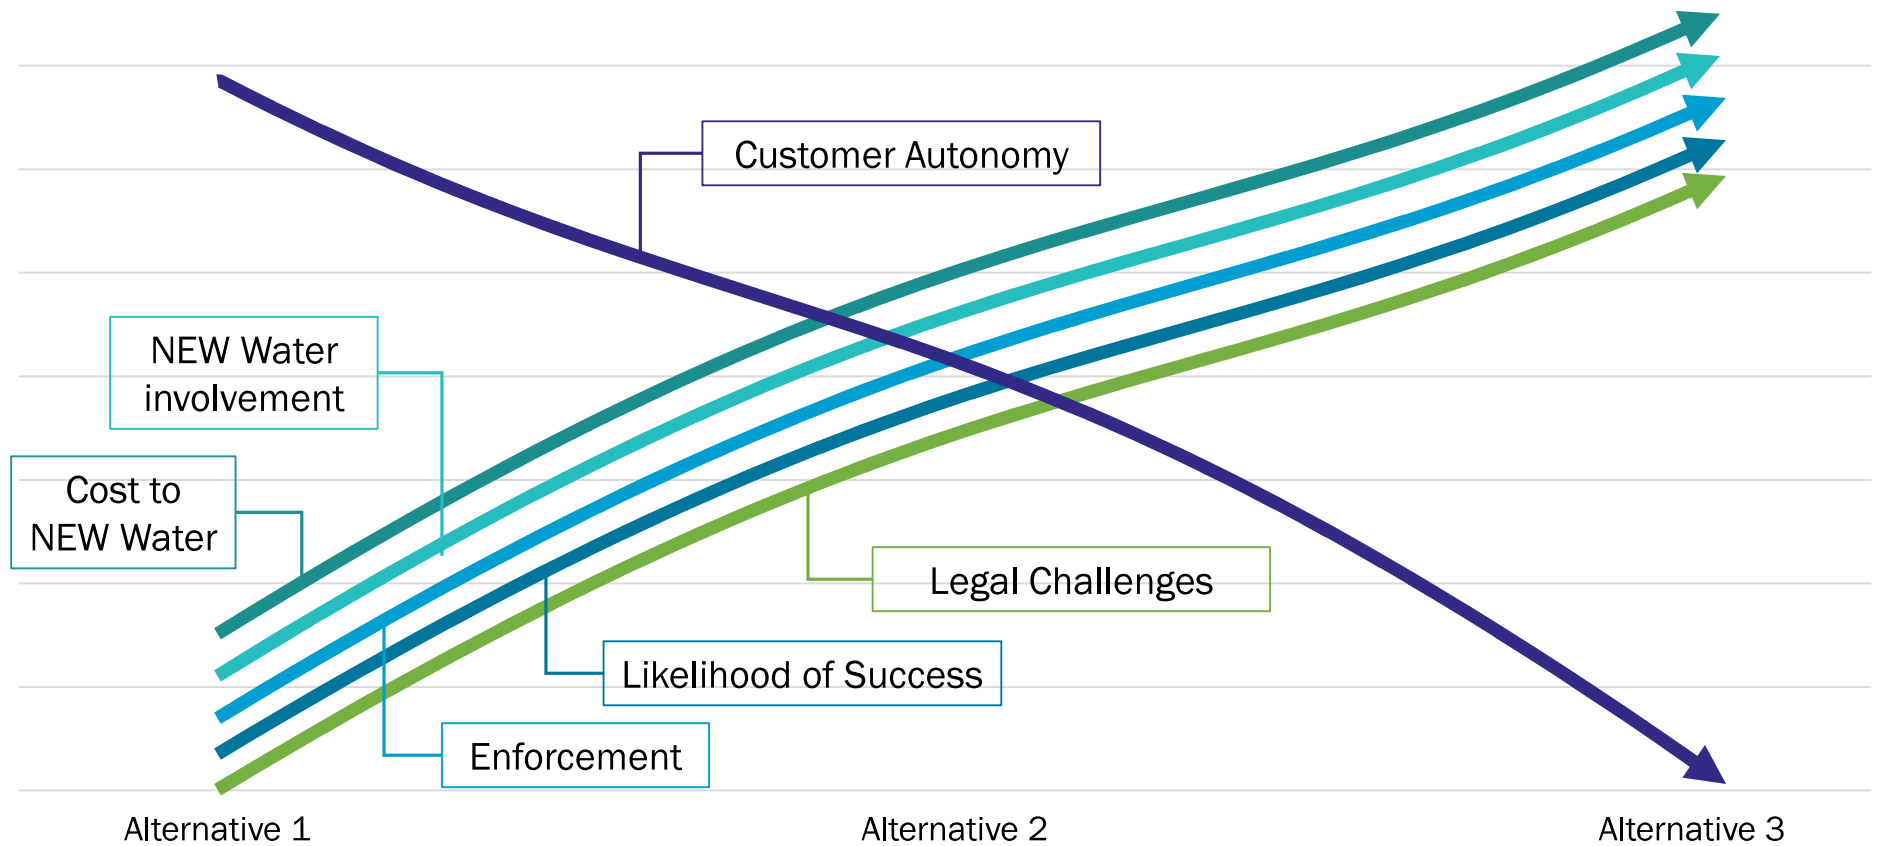 Customer Autonomy
NEW Water
involvement
Cost to
NEW Water
Legal Challenges
Likelihood of Success
Enforcement
Alternative 1
Alternative 2
Alternative 3